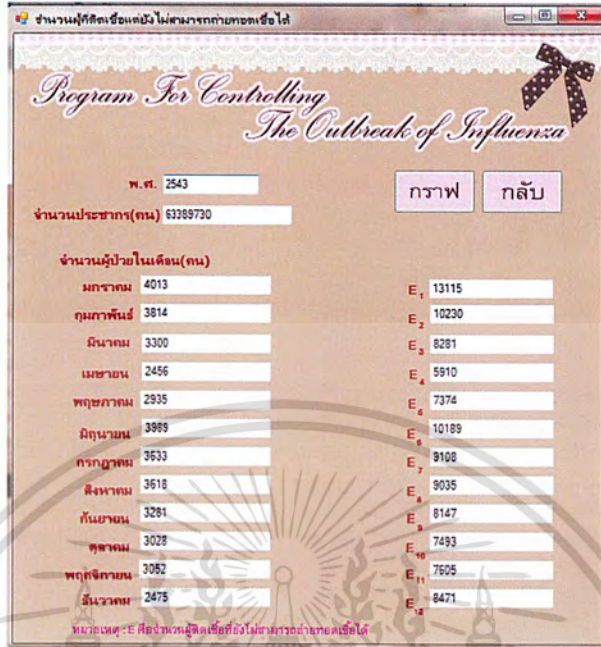 จำนวนผู้ที่ติดเชื้อแต่ยังไม่สามารถถ่ายทอดเชื้อได้
Program For Controlling
The Outbreak of Influenza
พ.ศ. 2543
กราฟ กลับ
จำนวนประชากร(คน) 63389730
จำนวนผู้ป่วยในเดือน(คน)
มกราคม 4013 E1 13115
กุมภาพันธ์ 3814 E2 10230
มีนาคม 3300 E3 8281
เมษายน 2456 E4 5910
พฤษภาคม 2935 E5 7374
มิถุนายน 3989 E6 10189
กรกฎาคม 3633 E7 9108
สิงหาคม 3618 E8 9035
กันยายน 3281 E9 8147
ตุลาคม 3028 E10 7493
พฤศจิกายน 3052 E11 7605
ธันวาคม 2475 E12 8471
หมายเหตุ : E คือจำนวนผู้ติดเชื้อที่ยังไม่สามารถถ่ายทอดเชื้อได้